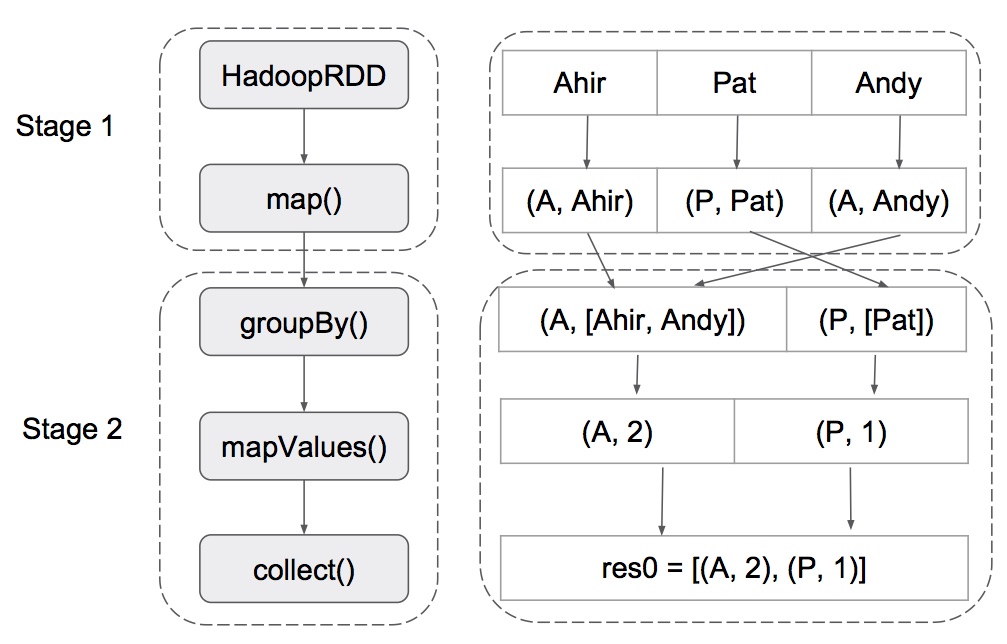 Stage 1
HadoopRDD
map()
Ahir
Pat
Andy
(A, Ahir)
(P, Pat)
(A, Andy)
Stage 2
groupBy()
mapValues()
collect()
(A, [Ahir, Andy])
(P, [Pat])
(A, 2)
(P, 1)
res0 = [(A, 2), (P, 1)]